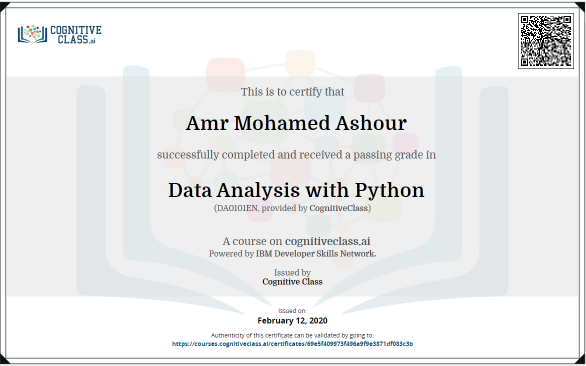 COGNITIVE
CLASS.ai
This is to certify that
Amr Mohamed Ashour
successfully completed and received a passing grade in
Data Analysis with Python
(DA0101EN, provided by CognitiveClass)
A course on cognitiveclass.ai
Powered by IBM Developer Skills Network.
Issued by
Cognitive Class
Issued on:
February 12, 2020
Authenticity of this certificate can be validated by going to:
https://courses.cognitiveclass.ai/certificates/69e5f409973f496a9f9e3871df083c3b